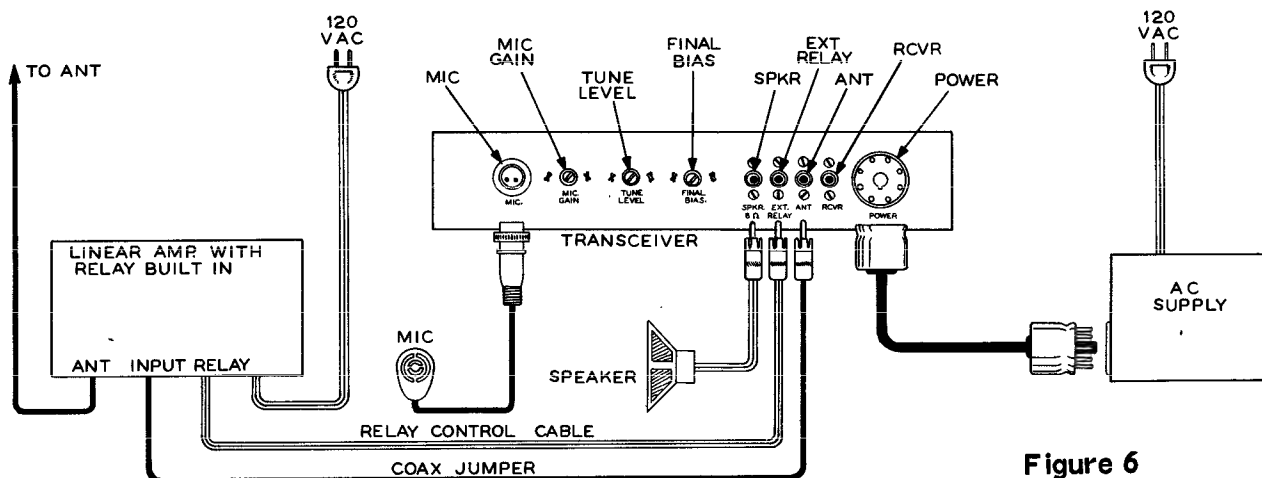 120
VAC
TO ANT
MIC
MIC
GAIN
TUNE
LEVEL
FINAL
BIAS
SPKR
EXT
RELAY
ANT
RCVR
POWER
120
VAC
MIC.
MIC.
GAIN
TUNE
LEVEL
FINAL
BIAS.
SPKR.
8 Ω
EXT.
RELAY
ANT
RCVR
POWER
TRANSCEIVER
LINEAR AMP. WITH
RELAY BUILT IN
ANT INPUT RELAY
MIC
SPEAKER
AC
SUPPLY
RELAY CONTROL CABLE
COAX JUMPER
Figure 6